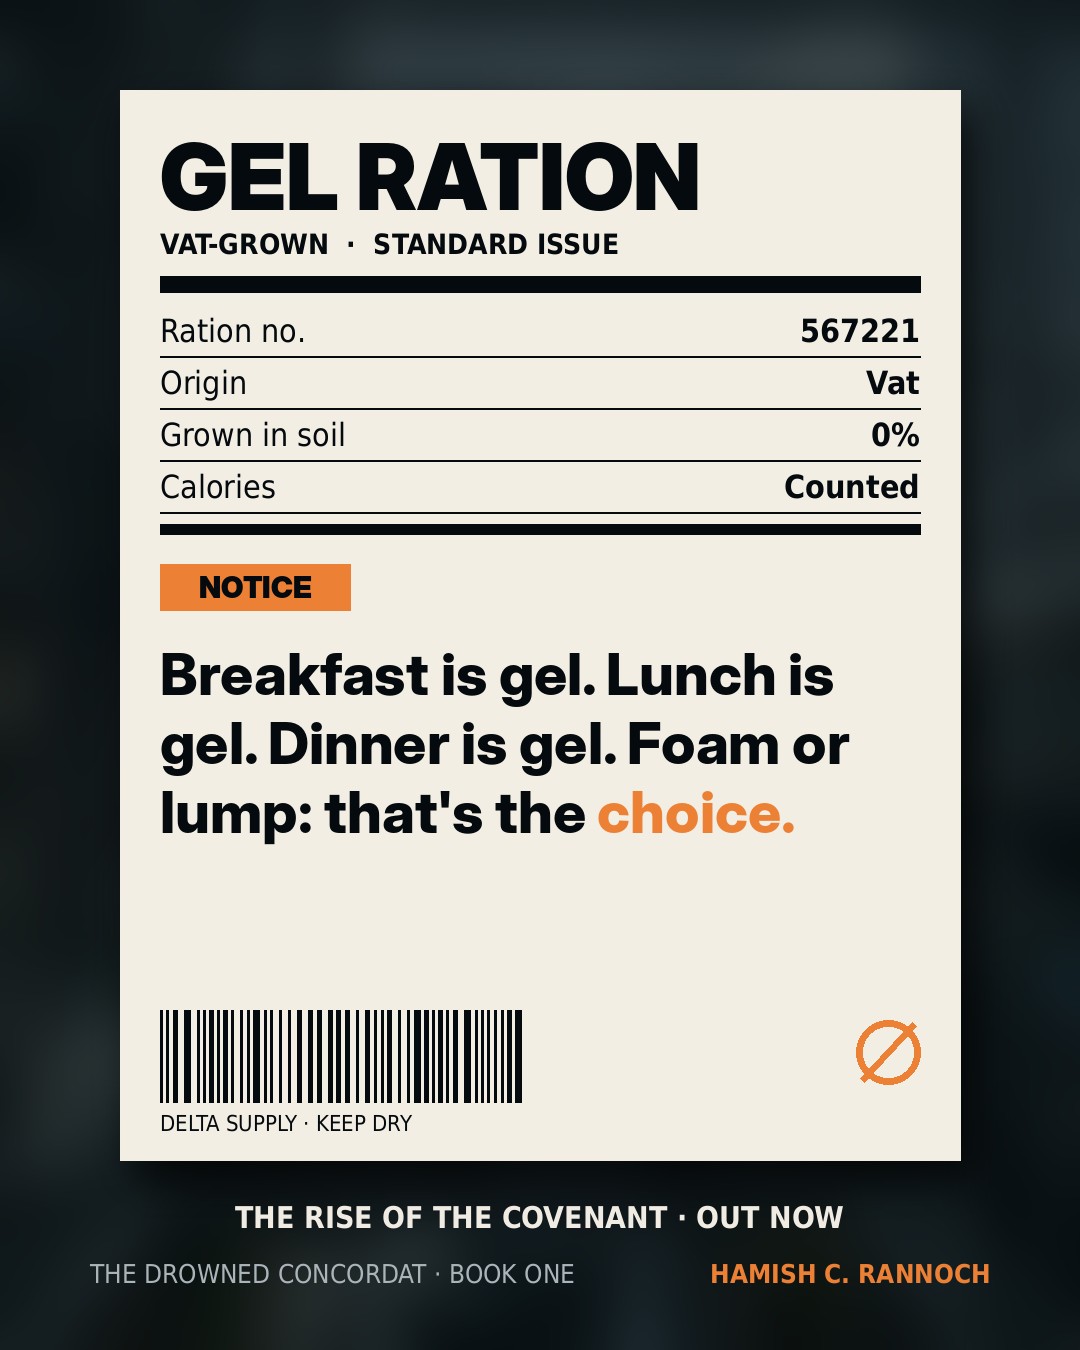 GEL RATION
VAT-GROWN · STANDARD ISSUE
Ration no. 567221
Origin Vat
Grown in soil 0%
Calories Counted
NOTICE
Breakfast is gel. Lunch is
gel. Dinner is gel. Foam or
lump: that's the choice.
DELTA SUPPLY · KEEP DRY
THE RISE OF THE COVENANT · OUT NOW
THE DROWNED CONCORDAT · BOOK ONE HAMISH C. RANNOCH